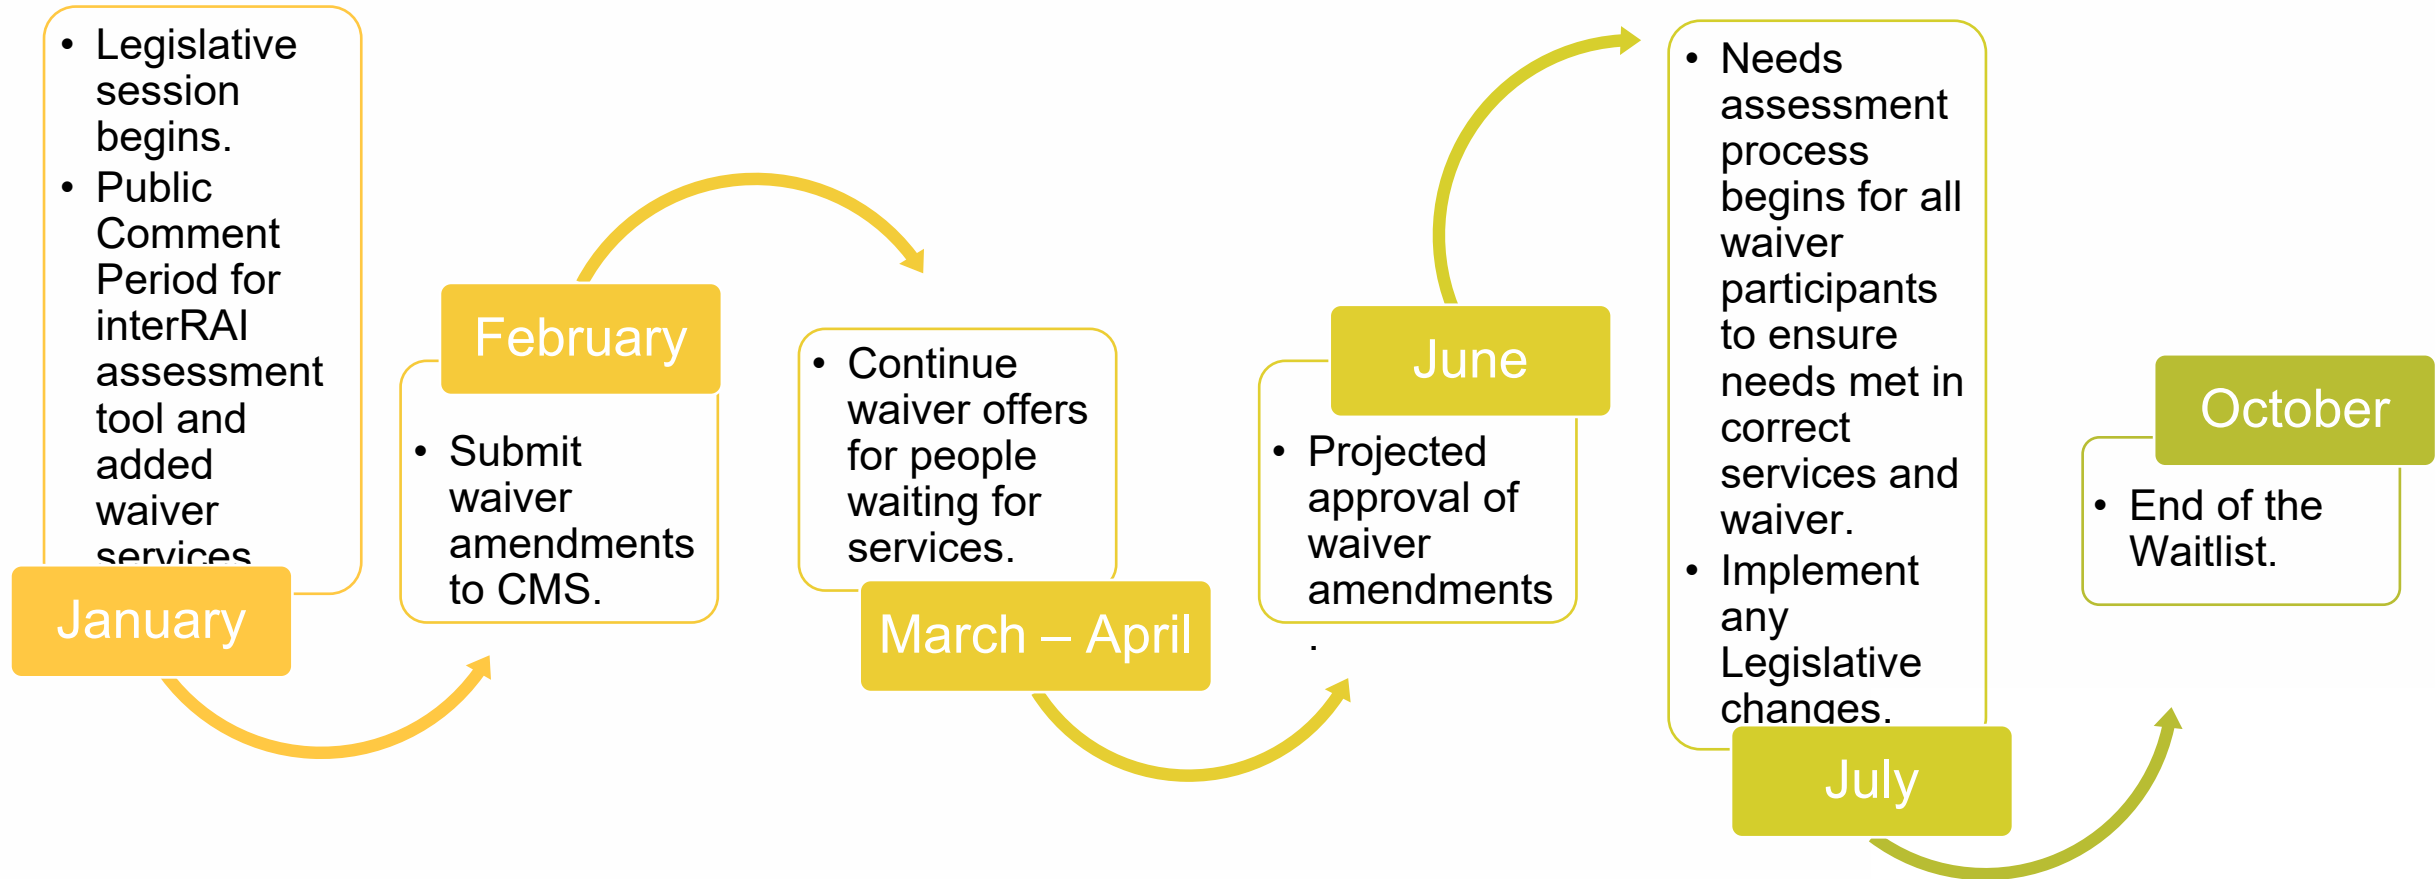 • Legislative
session
begins.
• Public
Comment
Period for
interRAI
assessment
tool and
added
waiver
services
January
February
• Submit
waiver
amendments
to CMS.
• Continue
waiver offers
for people
waiting for
services.
March – April
June
• Projected
approval of
waiver
amendments
.
• Needs
assessment
process
begins for all
waiver
participants
to ensure
needs met in
correct
services and
waiver.
• Implement
any
Legislative
changes.
July
October
• End of the
Waitlist.